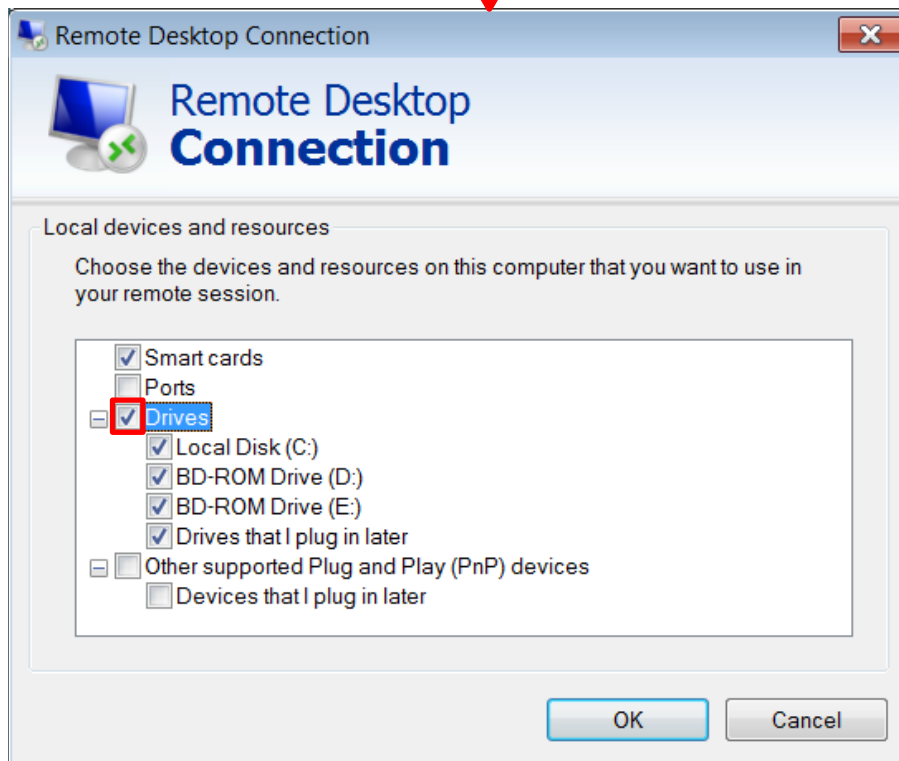 Remote Desktop Connection
Remote Desktop
Connection
Local devices and resources
Choose the devices and resources on this computer that you want to use in
your remote session.
Smart cards
Ports
Drives
Local Disk (C:)
BD-ROM Drive (D:)
BD-ROM Drive (E:)
Drives that I plug in later
Other supported Plug and Play (PnP) devices
Devices that I plug in later
OK Cancel